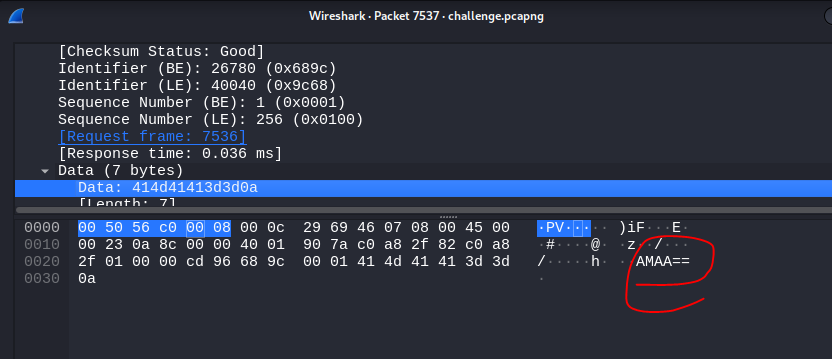 Wireshark · Packet 7537 · challenge.pcapng
[Checksum Status: Good]
Identifier (BE): 26780 (0x689c)
Identifier (LE): 40040 (0x9c68)
Sequence Number (BE): 1 (0x0001)
Sequence Number (LE): 256 (0x0100)
[Request frame: 7536]
[Response time: 0.036 ms]
Data (7 bytes)
Data: 414d41413d3d0a
[Length: 7]
0000 00 50 56 c0 00 08 00 0c 29 69 46 07 08 00 45 00 ·PV····· )iF···E·
0010 00 23 0a 8c 00 00 40 01 90 7a c0 a8 2f 82 c0 a8 ·#····@· ·z··/···
0020 2f 01 00 00 cd 96 68 9c 00 01 41 4d 41 41 3d 3d /·····h· ··AMAA==
0030 0a ·